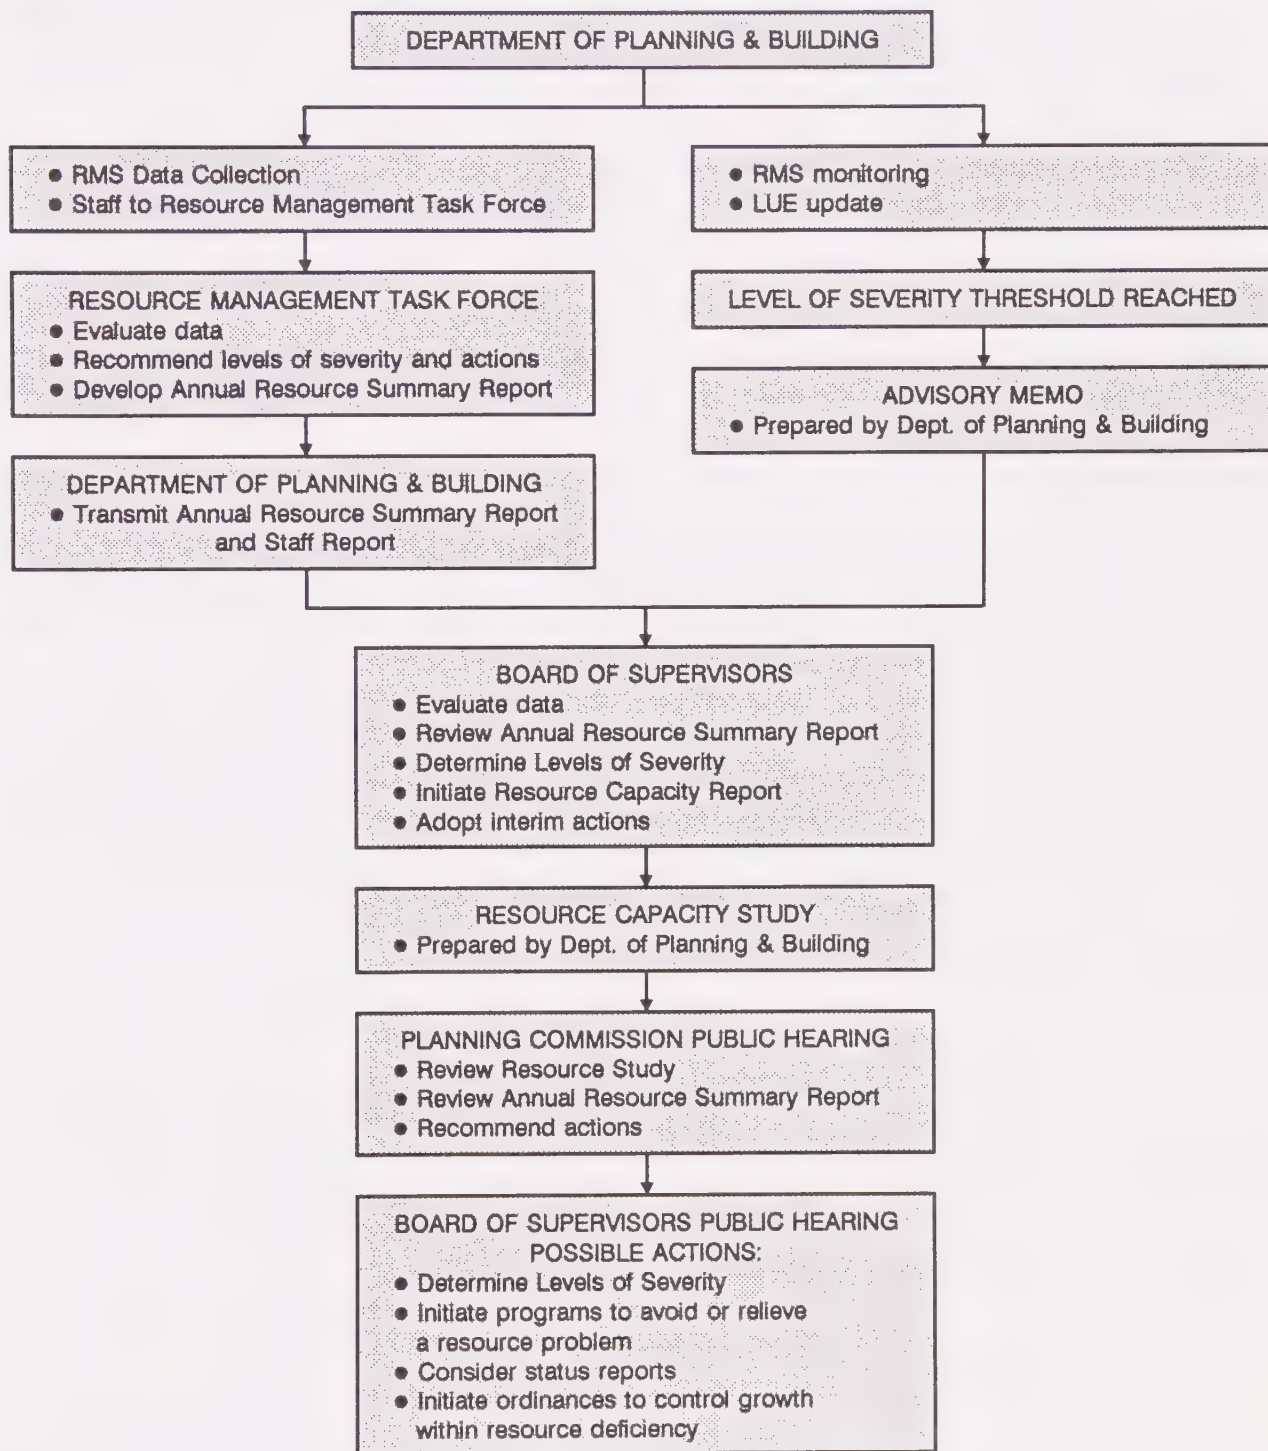 DEPARTMENT OF PLANNING & BUILDING
● RMS Data Collection
● Staff to Resource Management Task Force
RESOURCE MANAGEMENT TASK FORCE
● Evaluate data
● Recommend levels of severity and actions
● Develop Annual Resource Summary Report
DEPARTMENT OF PLANNING & BUILDING
● Transmit Annual Resource Summary Report
and Staff Report
● RMS monitoring
● LUE update
LEVEL OF SEVERITY THRESHOLD REACHED
ADVISORY MEMO
● Prepared by Dept. of Planning & Building
BOARD OF SUPERVISORS
● Evaluate data
● Review Annual Resource Summary Report
● Determine Levels of Severity
● Initiate Resource Capacity Report
● Adopt interim actions
RESOURCE CAPACITY STUDY
● Prepared by Dept. of Planning & Building
PLANNING COMMISSION PUBLIC HEARING
● Review Resource Study
● Review Annual Resource Summary Report
● Recommend actions
BOARD OF SUPERVISORS PUBLIC HEARING
POSSIBLE ACTIONS:
● Determine Levels of Severity
● Initiate programs to avoid or relieve
a resource problem
● Consider status reports
● Initiate ordinances to control growth
within resource deficiency